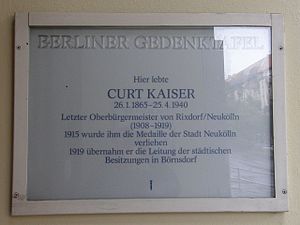 BERLINER GEDENKTAFEL
Hier lebte
CURT KAISER
26.1.1865–25.4.1940
Letzter Oberbürgermeister von Rixdorf/Neukölln
(1908–1919)
1915 wurde ihm die Medaille der Stadt Neukölln
verliehen
1919 übernahm er die Leitung der städtischen
Besitzungen in Börnsdorf